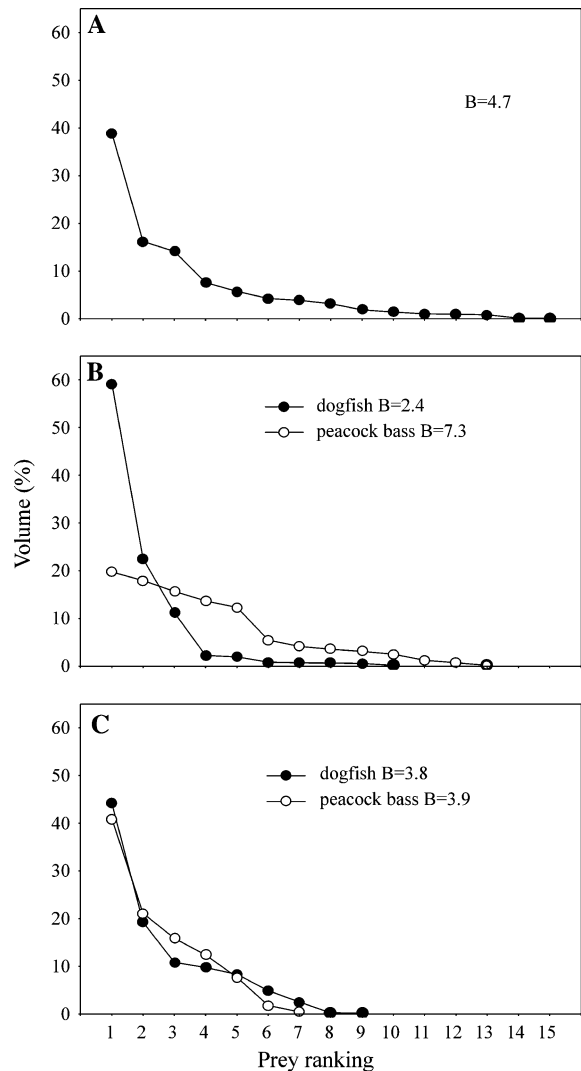 A
60
50
40
30
20
10
0
B=4.7
B
60
50
40
30
20
10
0
dogfish B=2.4
peacock bass B=7.3
Volume (%)
C
60
50
40
30
20
10
0
dogfish B=3.8
peacock bass B=3.9
1 2 3 4 5 6 7 8 9 10 11 12 13 14 15
Prey ranking